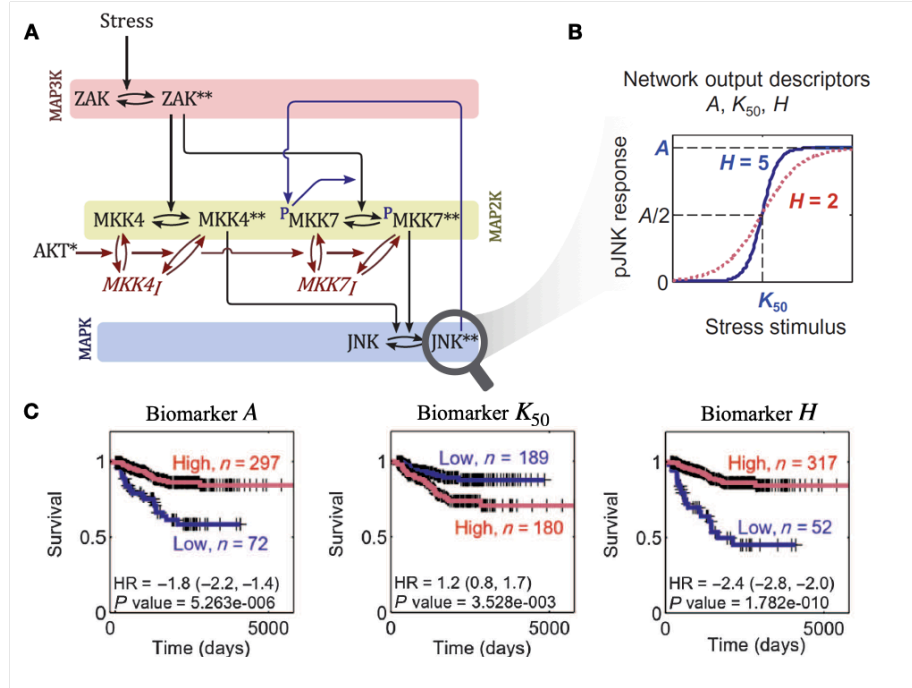 A
Stress
MAP3K
ZAK
ZAK**
MKK4
MKK4**
PMKK7
PMKK7**
MAP2K
AKT*
MKK4I
MKK7I
MAPK
JNK
JNK**
B
Network output descriptors
A, K50, H
A
H = 5
H = 2
A/2
0
K50
pJNK response
Stress stimulus
C
Biomarker A
1
High, n = 297
0.5
Low, n = 72
HR = −1.8 (−2.2, −1.4)
P value = 5.263e-006
0
0
5000
Survival
Time (days)
Biomarker K50
1
Low, n = 189
0.5
High, n = 180
HR = 1.2 (0.8, 1.7)
P value = 3.528e-003
0
0
5000
Survival
Time (days)
Biomarker H
1
High, n = 317
0.5
Low, n = 52
HR = −2.4 (−2.8, −2.0)
P value = 1.782e-010
0
0
5000
Survival
Time (days)